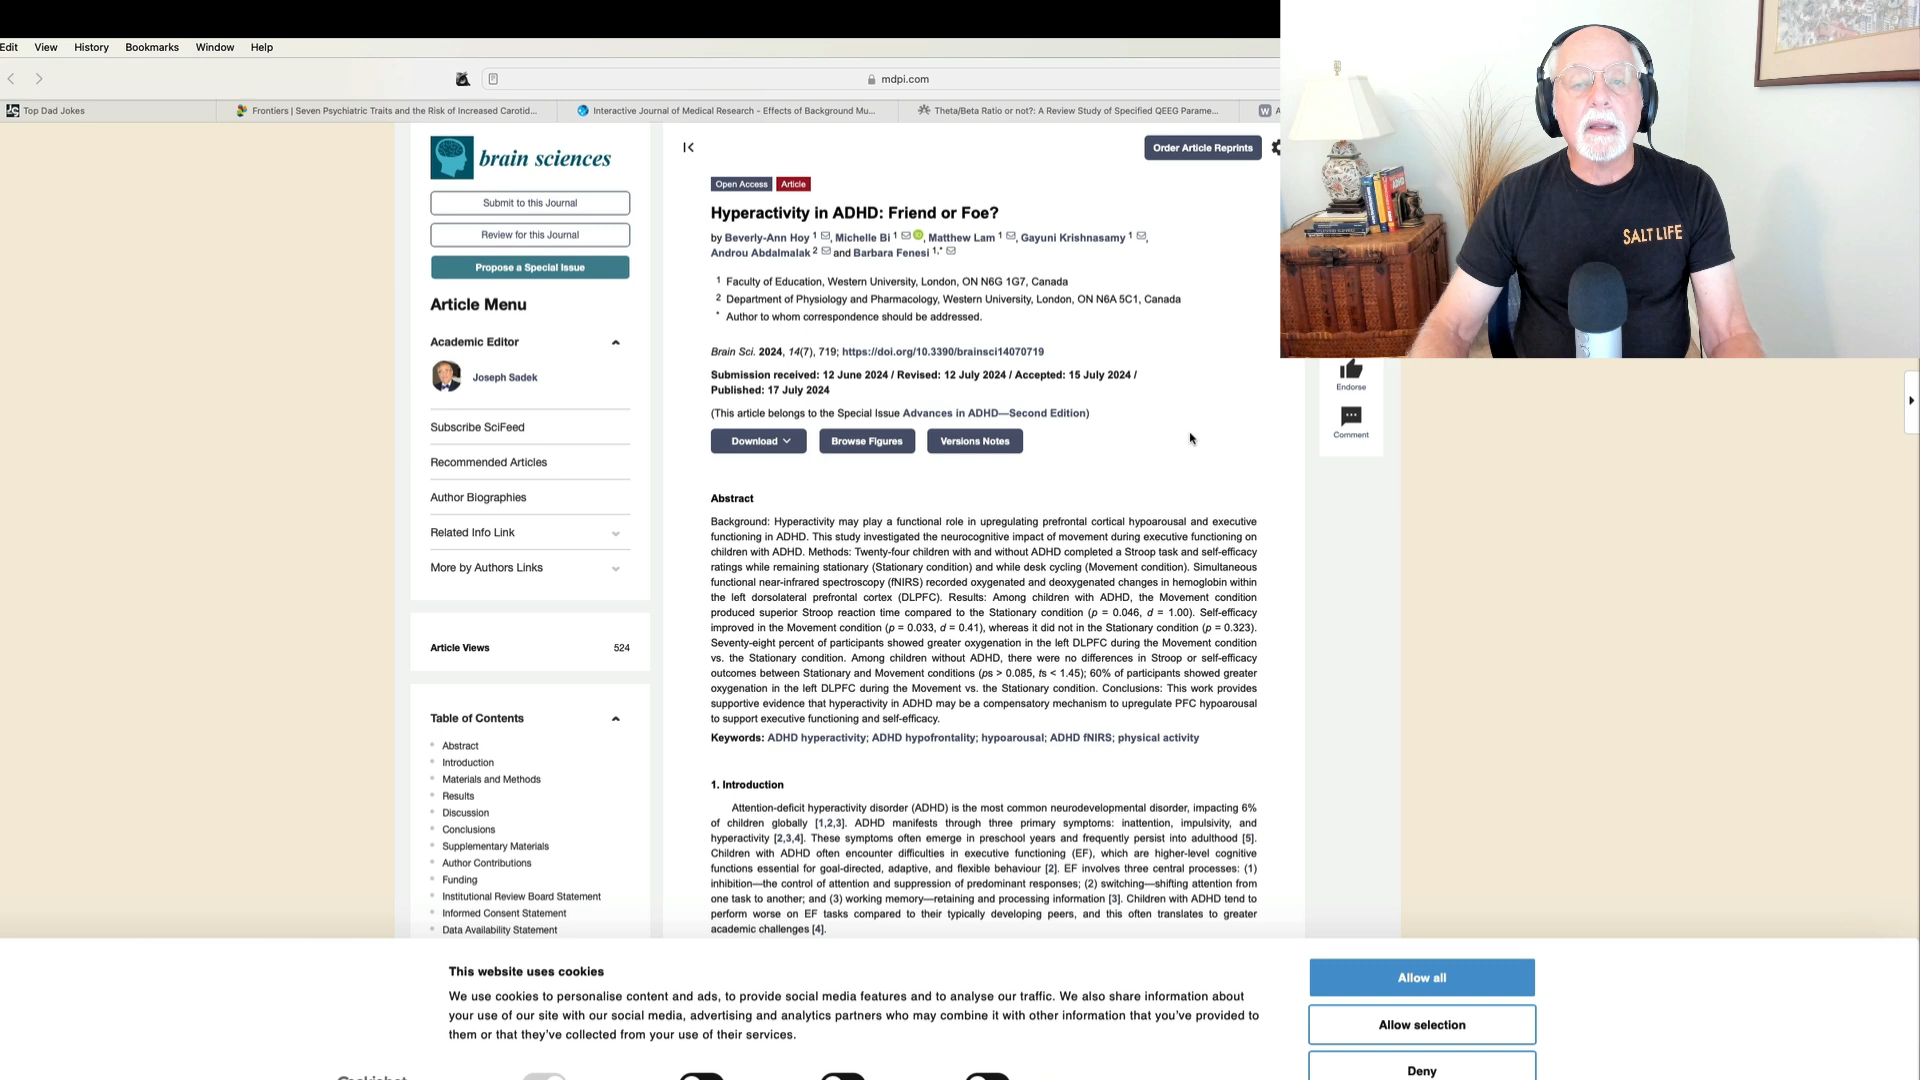 Edit View History Bookmarks Window Help
mdpi.com
Top Dad Jokes
Frontiers | Seven Psychiatric Traits and the Risk of Increased Carotid...
Interactive Journal of Medical Research - Effects of Background Mu...
Theta/Beta Ratio or not?: A Review Study of Specified QEEG Parame...
brain sciences
Submit to this Journal
Review for this Journal
Propose a Special Issue
Article Menu
Academic Editor
Joseph Sadek
Subscribe SciFeed
Recommended Articles
Author Biographies
Related Info Link
More by Authors Links
Article Views 524
Table of Contents
Abstract
Introduction
Materials and Methods
Results
Discussion
Conclusions
Supplementary Materials
Author Contributions
Funding
Institutional Review Board Statement
Informed Consent Statement
Data Availability Statement
Order Article Reprints
Open Access Article
Hyperactivity in ADHD: Friend or Foe?
by Beverly-Ann Hoy 1, Michelle Bi 1, Matthew Lam 1, Gayuni Krishnasamy 1,
Androu Abdalmalak 2 and Barbara Fenesi 1,*
1 Faculty of Education, Western University, London, ON N6G 1G7, Canada
2 Department of Physiology and Pharmacology, Western University, London, ON N6A 5C1, Canada
* Author to whom correspondence should be addressed.
Brain Sci. 2024, 14(7), 719; https://doi.org/10.3390/brainsci14070719
Submission received: 12 June 2024 / Revised: 12 July 2024 / Accepted: 15 July 2024 /
Published: 17 July 2024
(This article belongs to the Special Issue Advances in ADHD—Second Edition)
Download Browse Figures Versions Notes
Abstract
Background: Hyperactivity may play a functional role in upregulating prefrontal cortical hypoarousal and executive
functioning in ADHD. This study investigated the neurocognitive impact of movement during executive functioning on
children with ADHD. Methods: Twenty-four children with and without ADHD completed a Stroop task and self-efficacy
ratings while remaining stationary (Stationary condition) and while desk cycling (Movement condition). Simultaneous
functional near-infrared spectroscopy (fNIRS) recorded oxygenated and deoxygenated changes in hemoglobin within
the left dorsolateral prefrontal cortex (DLPFC). Results: Among children with ADHD, the Movement condition
produced superior Stroop reaction time compared to the Stationary condition (p = 0.046, d = 1.00). Self-efficacy
improved in the Movement condition (p = 0.033, d = 0.41), whereas it did not in the Stationary condition (p = 0.323).
Seventy-eight percent of participants showed greater oxygenation in the left DLPFC during the Movement condition
vs. the Stationary condition. Among children without ADHD, there were no differences in Stroop or self-efficacy
outcomes between Stationary and Movement conditions (ps > 0.085, ts < 1.45); 60% of participants showed greater
oxygenation in the left DLPFC during the Movement vs. the Stationary condition. Conclusions: This work provides
supportive evidence that hyperactivity in ADHD may be a compensatory mechanism to upregulate PFC hypoarousal
to support executive functioning and self-efficacy.
Keywords: ADHD hyperactivity; ADHD hypofrontality; hypoarousal; ADHD fNIRS; physical activity
1. Introduction
Attention-deficit hyperactivity disorder (ADHD) is the most common neurodevelopmental disorder, impacting 6%
of children globally [1,2,3]. ADHD manifests through three primary symptoms: inattention, impulsivity, and
hyperactivity [2,3,4]. These symptoms often emerge in preschool years and frequently persist into adulthood [5].
Children with ADHD often encounter difficulties in executive functioning (EF), which are higher-level cognitive
functions essential for goal-directed, adaptive, and flexible behaviour [2]. EF involves three central processes: (1)
inhibition—the control of attention and suppression of predominant responses; (2) switching—shifting attention from
one task to another; and (3) working memory—retaining and processing information [3]. Children with ADHD tend to
perform worse on EF tasks compared to their typically developing peers, and this often translates to greater
academic challenges [4].
SALT LIFE
Endorse
Comment
This website uses cookies
We use cookies to personalise content and ads, to provide social media features and to analyse our traffic. We also share information about
your use of our site with our social media, advertising and analytics partners who may combine it with other information that you've provided to
them or that they've collected from your use of their services.
Allow all
Allow selection
Deny